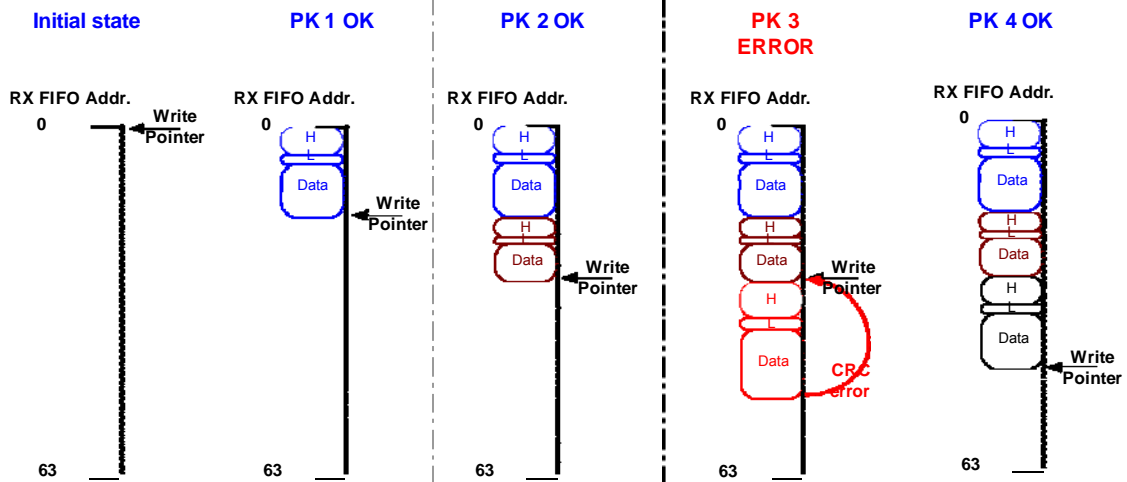 Initial state
PK 1 OK
PK 2 OK
PK 3
ERROR
PK 4 OK
RX FIFO Addr.
0
Write
Pointer
63
RX FIFO Addr.
0
H
L
Data
Write
Pointer
63
RX FIFO Addr.
0
H
L
Data
H
L
Data
Write
Pointer
63
RX FIFO Addr.
0
H
L
Data
H
L
Data
Write
Pointer
H
L
Data
CRC
error
63
RX FIFO Addr.
0
H
L
Data
H
L
Data
H
L
Data
Write
Pointer
63